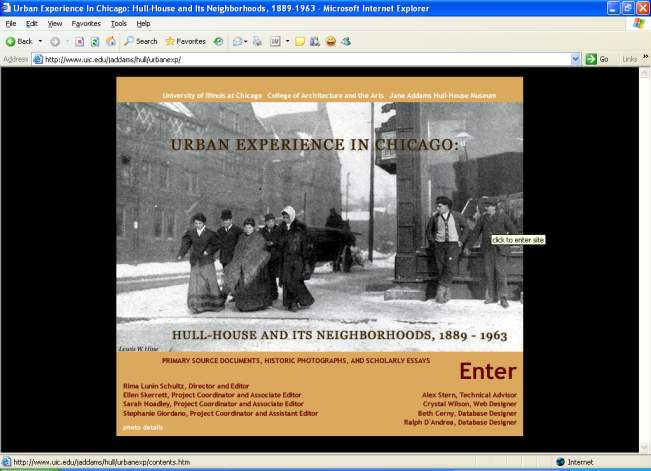 Urban Experience In Chicago: Hull-House and Its Neighborhoods, 1889-1963 - Microsoft Internet Explorer
File Edit View Favorites Tools Help
Back Search Favorites
Address http://www.uic.edu/jaddams/hull/urbanexp/ Go Links »
University of Illinois at Chicago College of Architecture and the Arts Jane Addams Hull-House Museum
URBAN EXPERIENCE IN CHICAGO:
click to enter site
HULL-HOUSE AND ITS NEIGHBORHOODS, 1889 - 1963
Lewis W. Hine
PRIMARY SOURCE DOCUMENTS, HISTORIC PHOTOGRAPHS, AND SCHOLARLY ESSAYS
Enter
Rima Lunin Schultz, Director and Editor
Ellen Skerrett, Project Coordinator and Associate Editor
Sarah Hoadley, Project Coordinator and Associate Editor
Stephanie Giordano, Project Coordinator and Assistant Editor
photo details
Alex Stern, Technical Advisor
Crystal Wilson, Web Designer
Beth Cerny, Database Designer
Ralph D'Andrea, Database Designer
http://www.uic.edu/jaddams/hull/urbanexp/contents.htm
Internet